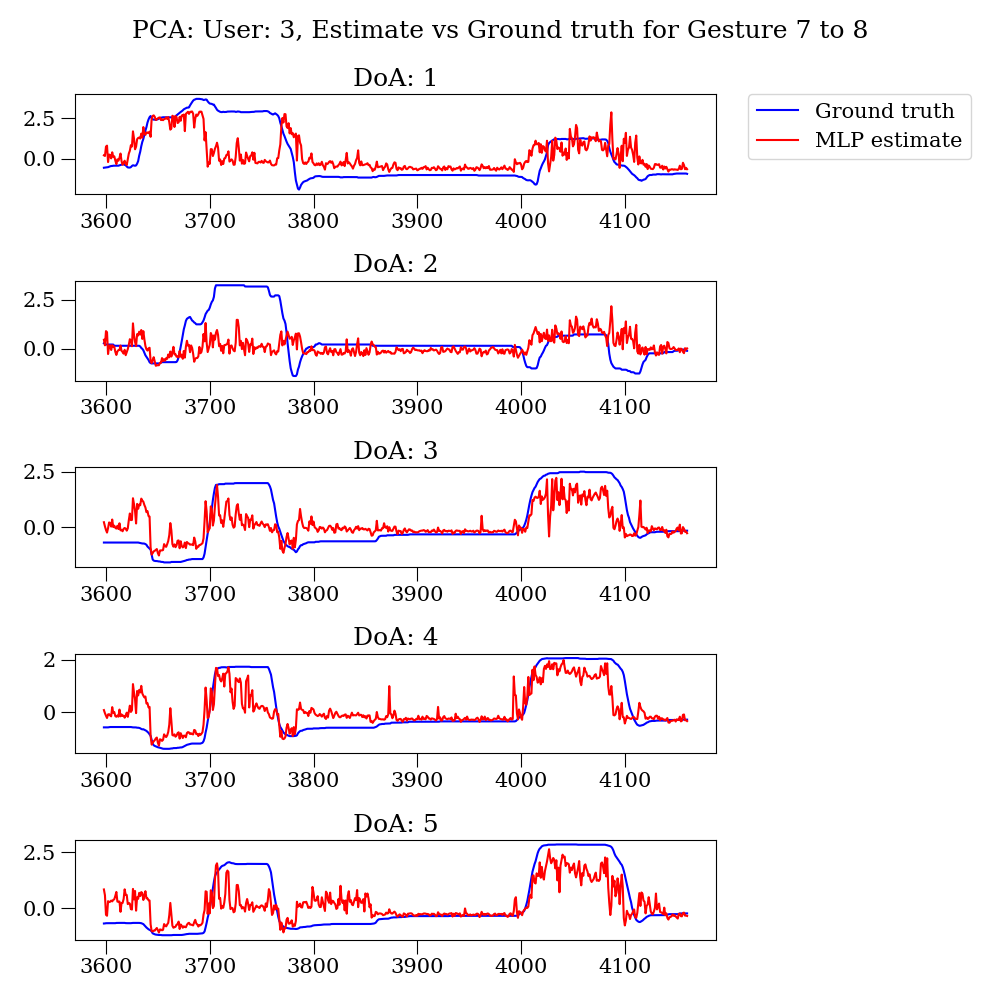 PCA: User: 3, Estimate vs Ground truth for Gesture 7 to 8
DoA: 1
Ground truth
MLP estimate
2.5
0.0
3600 3700 3800 3900 4000 4100
DoA: 2
2.5
0.0
3600 3700 3800 3900 4000 4100
DoA: 3
2.5
0.0
3600 3700 3800 3900 4000 4100
DoA: 4
2
0
3600 3700 3800 3900 4000 4100
DoA: 5
2.5
0.0
3600 3700 3800 3900 4000 4100